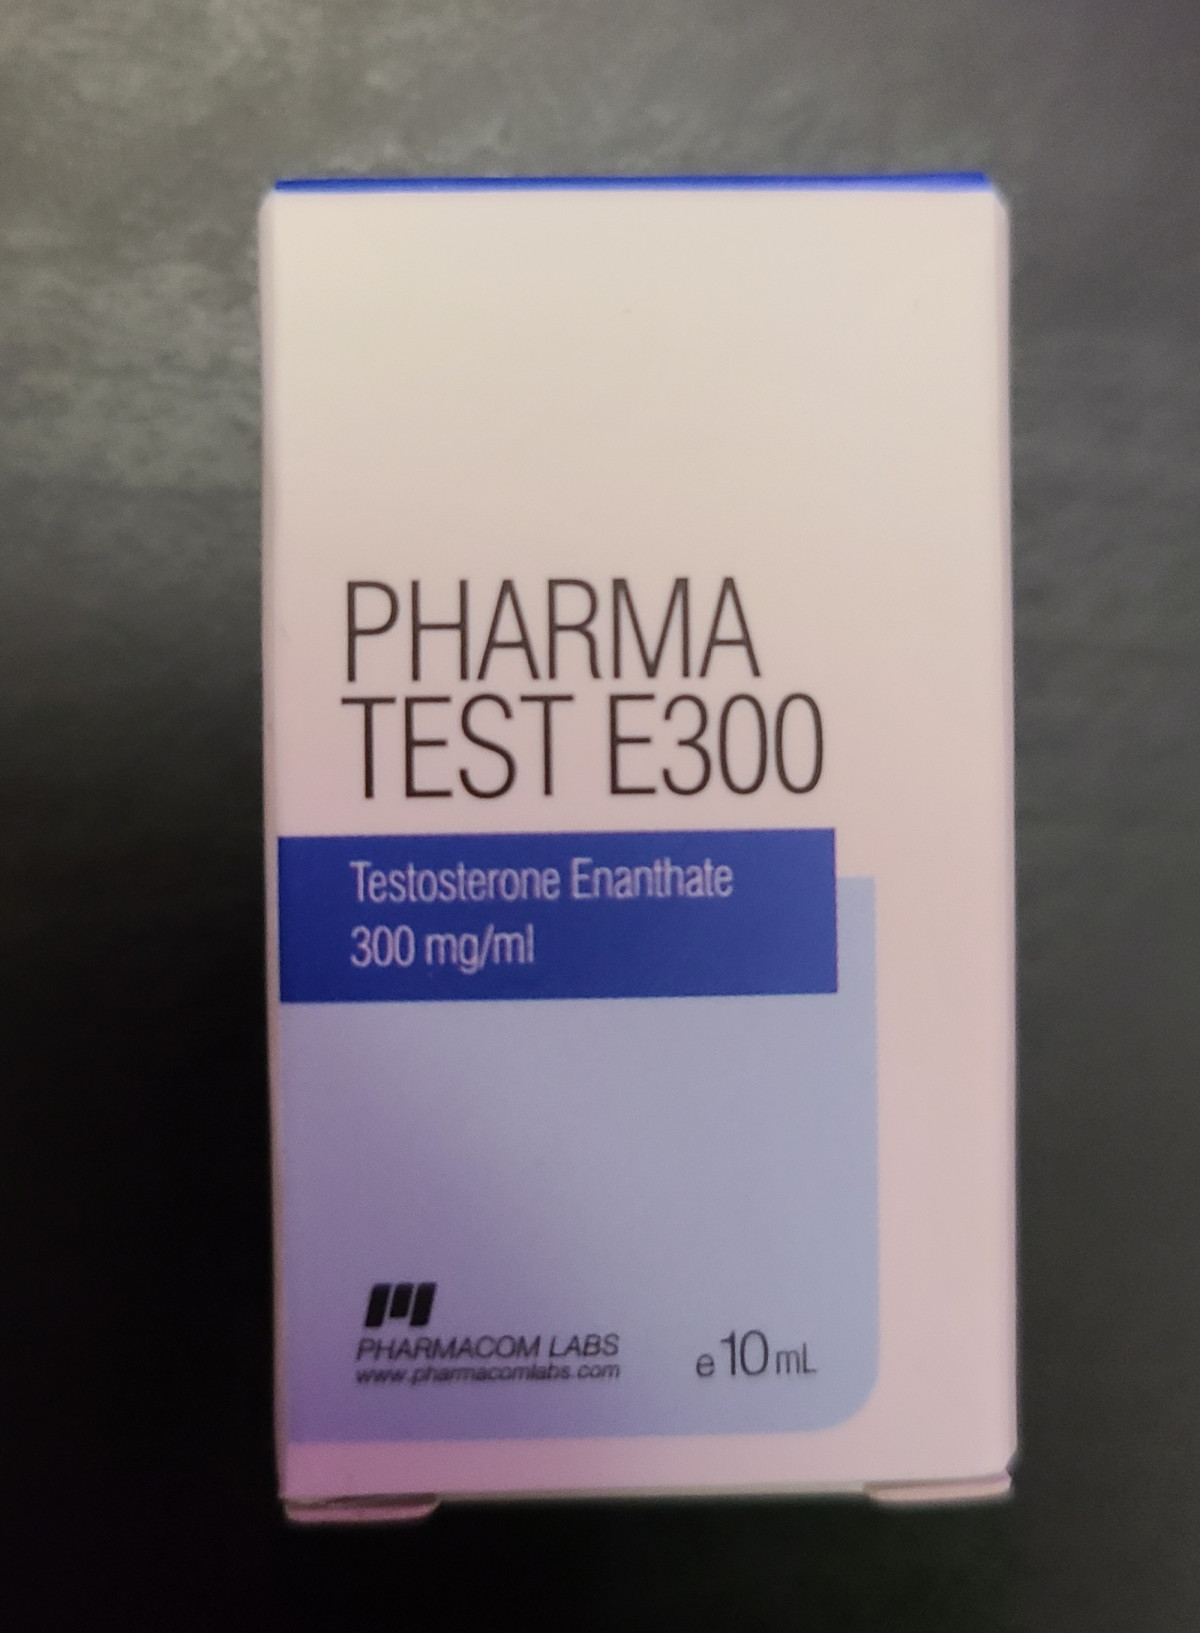 PHARMA
TEST E300
Testosterone Enanthate
300 mg/ml
PHARMACOM LABS
www.pharmacomlabs.com
e 10 mL